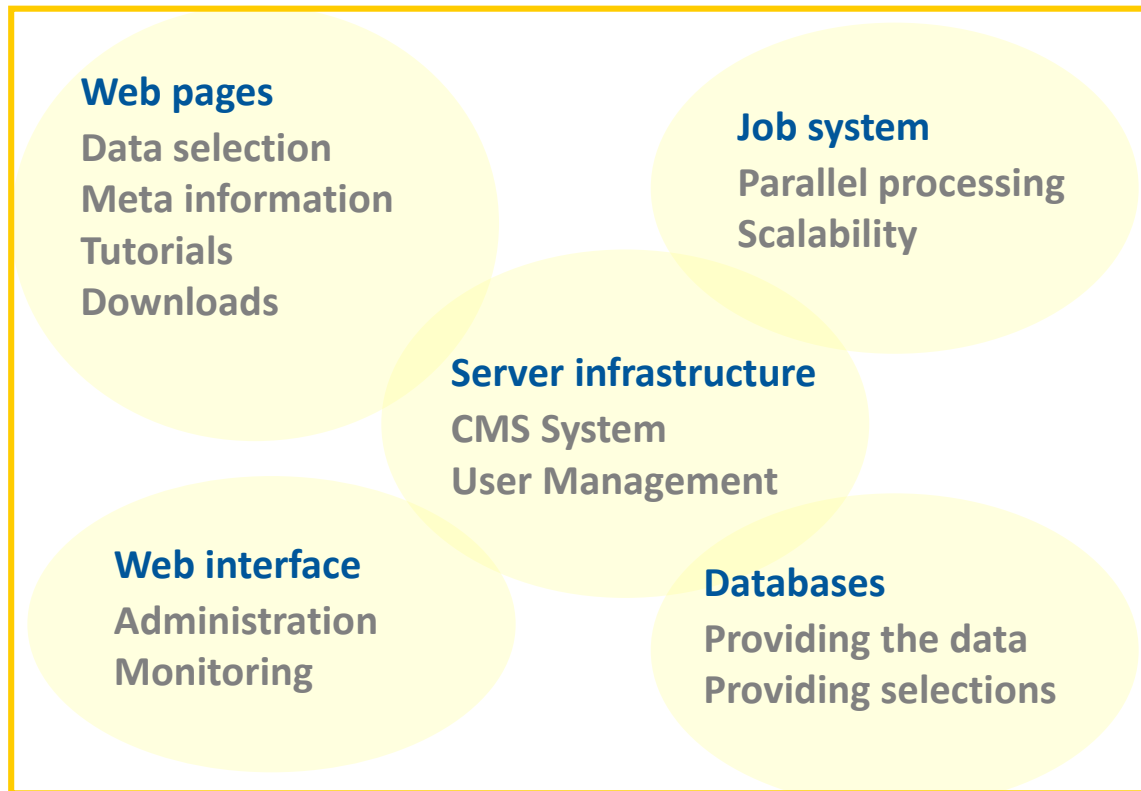 Web pages
Data selection
Meta information
Tutorials
Downloads
Job system
Parallel processing
Scalability
Server infrastructure
CMS System
User Management
Web interface
Administration
Monitoring
Databases
Providing the data
Providing selections